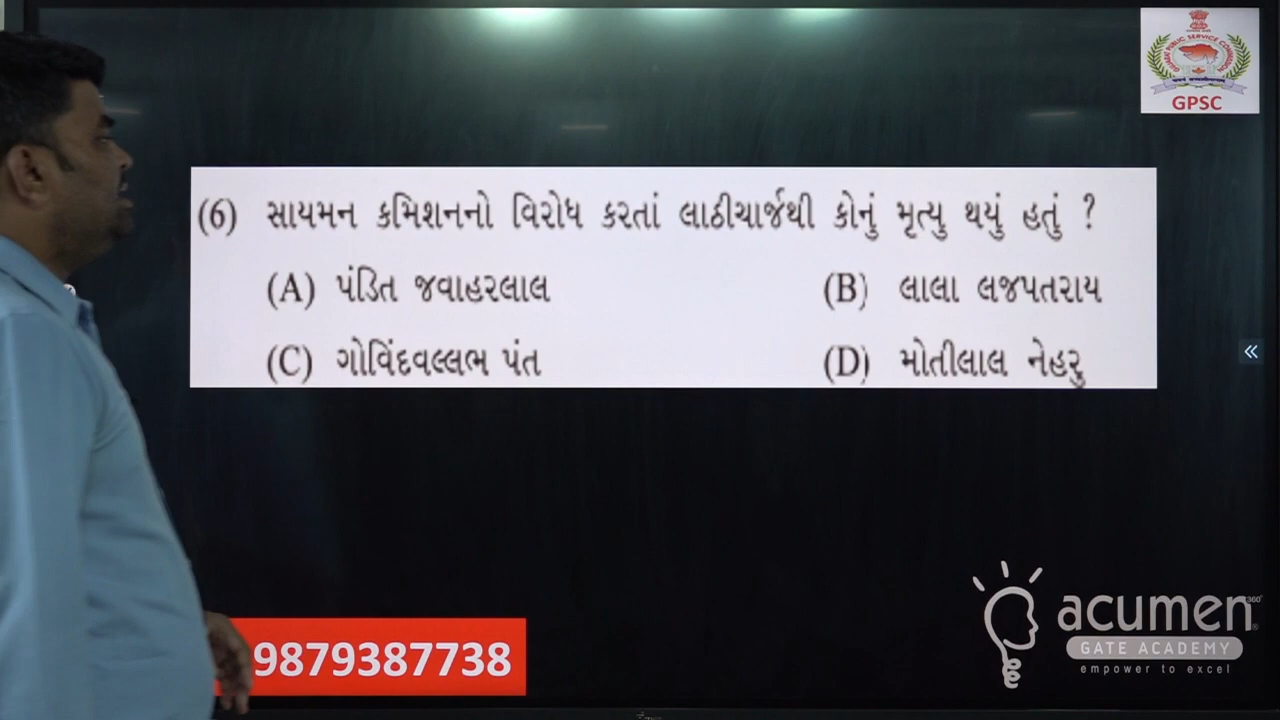 GPSC
(6) સાયમન કમિશનનો વિરોધ કરતાં લાઠીચાર્જથી કોનું મૃત્યુ થયું હતું ?
(A) પંડિત જવાહરલાલ (B) લાલા લજપતરાય
(C) ગોવિંદવલ્લભ પંત (D) મોતીલાલ નેહરુ
9879387738
acumen
GATE ACADEMY
empower to excel